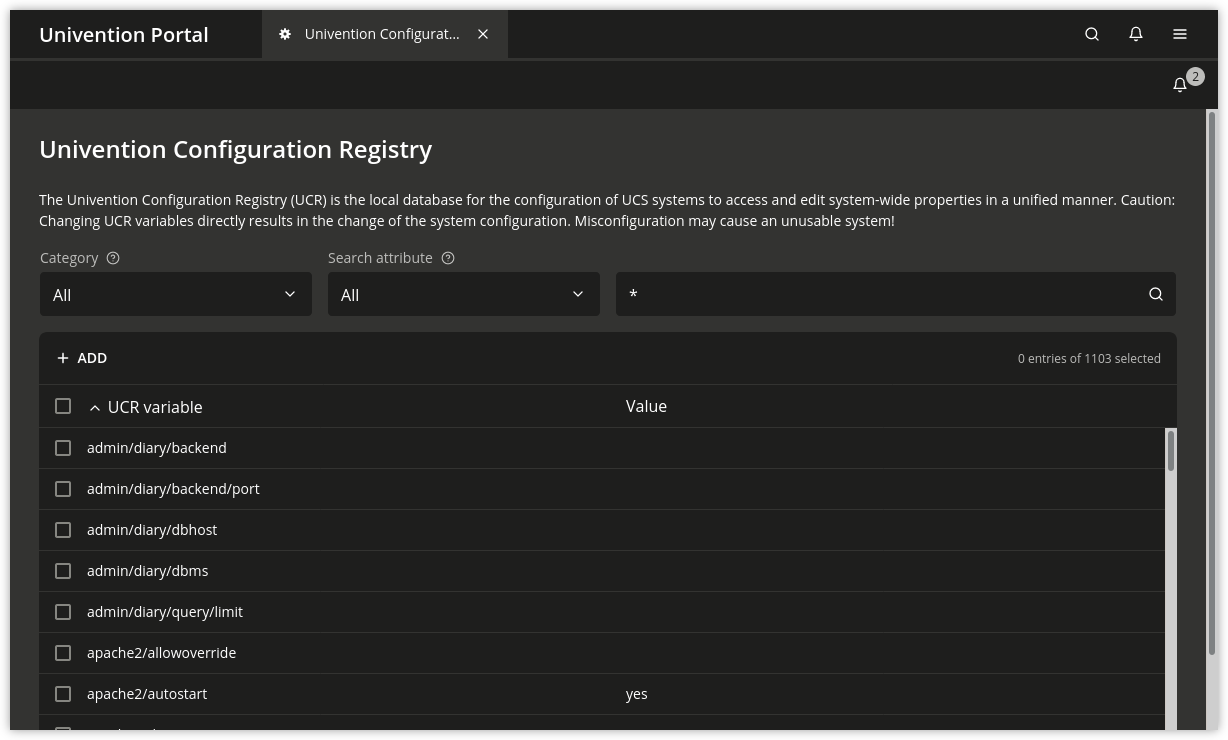 Univention Portal
Univention Configurat...
2
Univention Configuration Registry
The Univention Configuration Registry (UCR) is the local database for the configuration of UCS systems to access and edit system-wide properties in a unified manner. Caution:
Changing UCR variables directly results in the change of the system configuration. Misconfiguration may cause an unusable system!
Category Search attribute
All All *
ADD 0 entries of 1103 selected
UCR variable Value
admin/diary/backend
admin/diary/backend/port
admin/diary/dbhost
admin/diary/dbms
admin/diary/query/limit
apache2/allowoverride
apache2/autostart yes